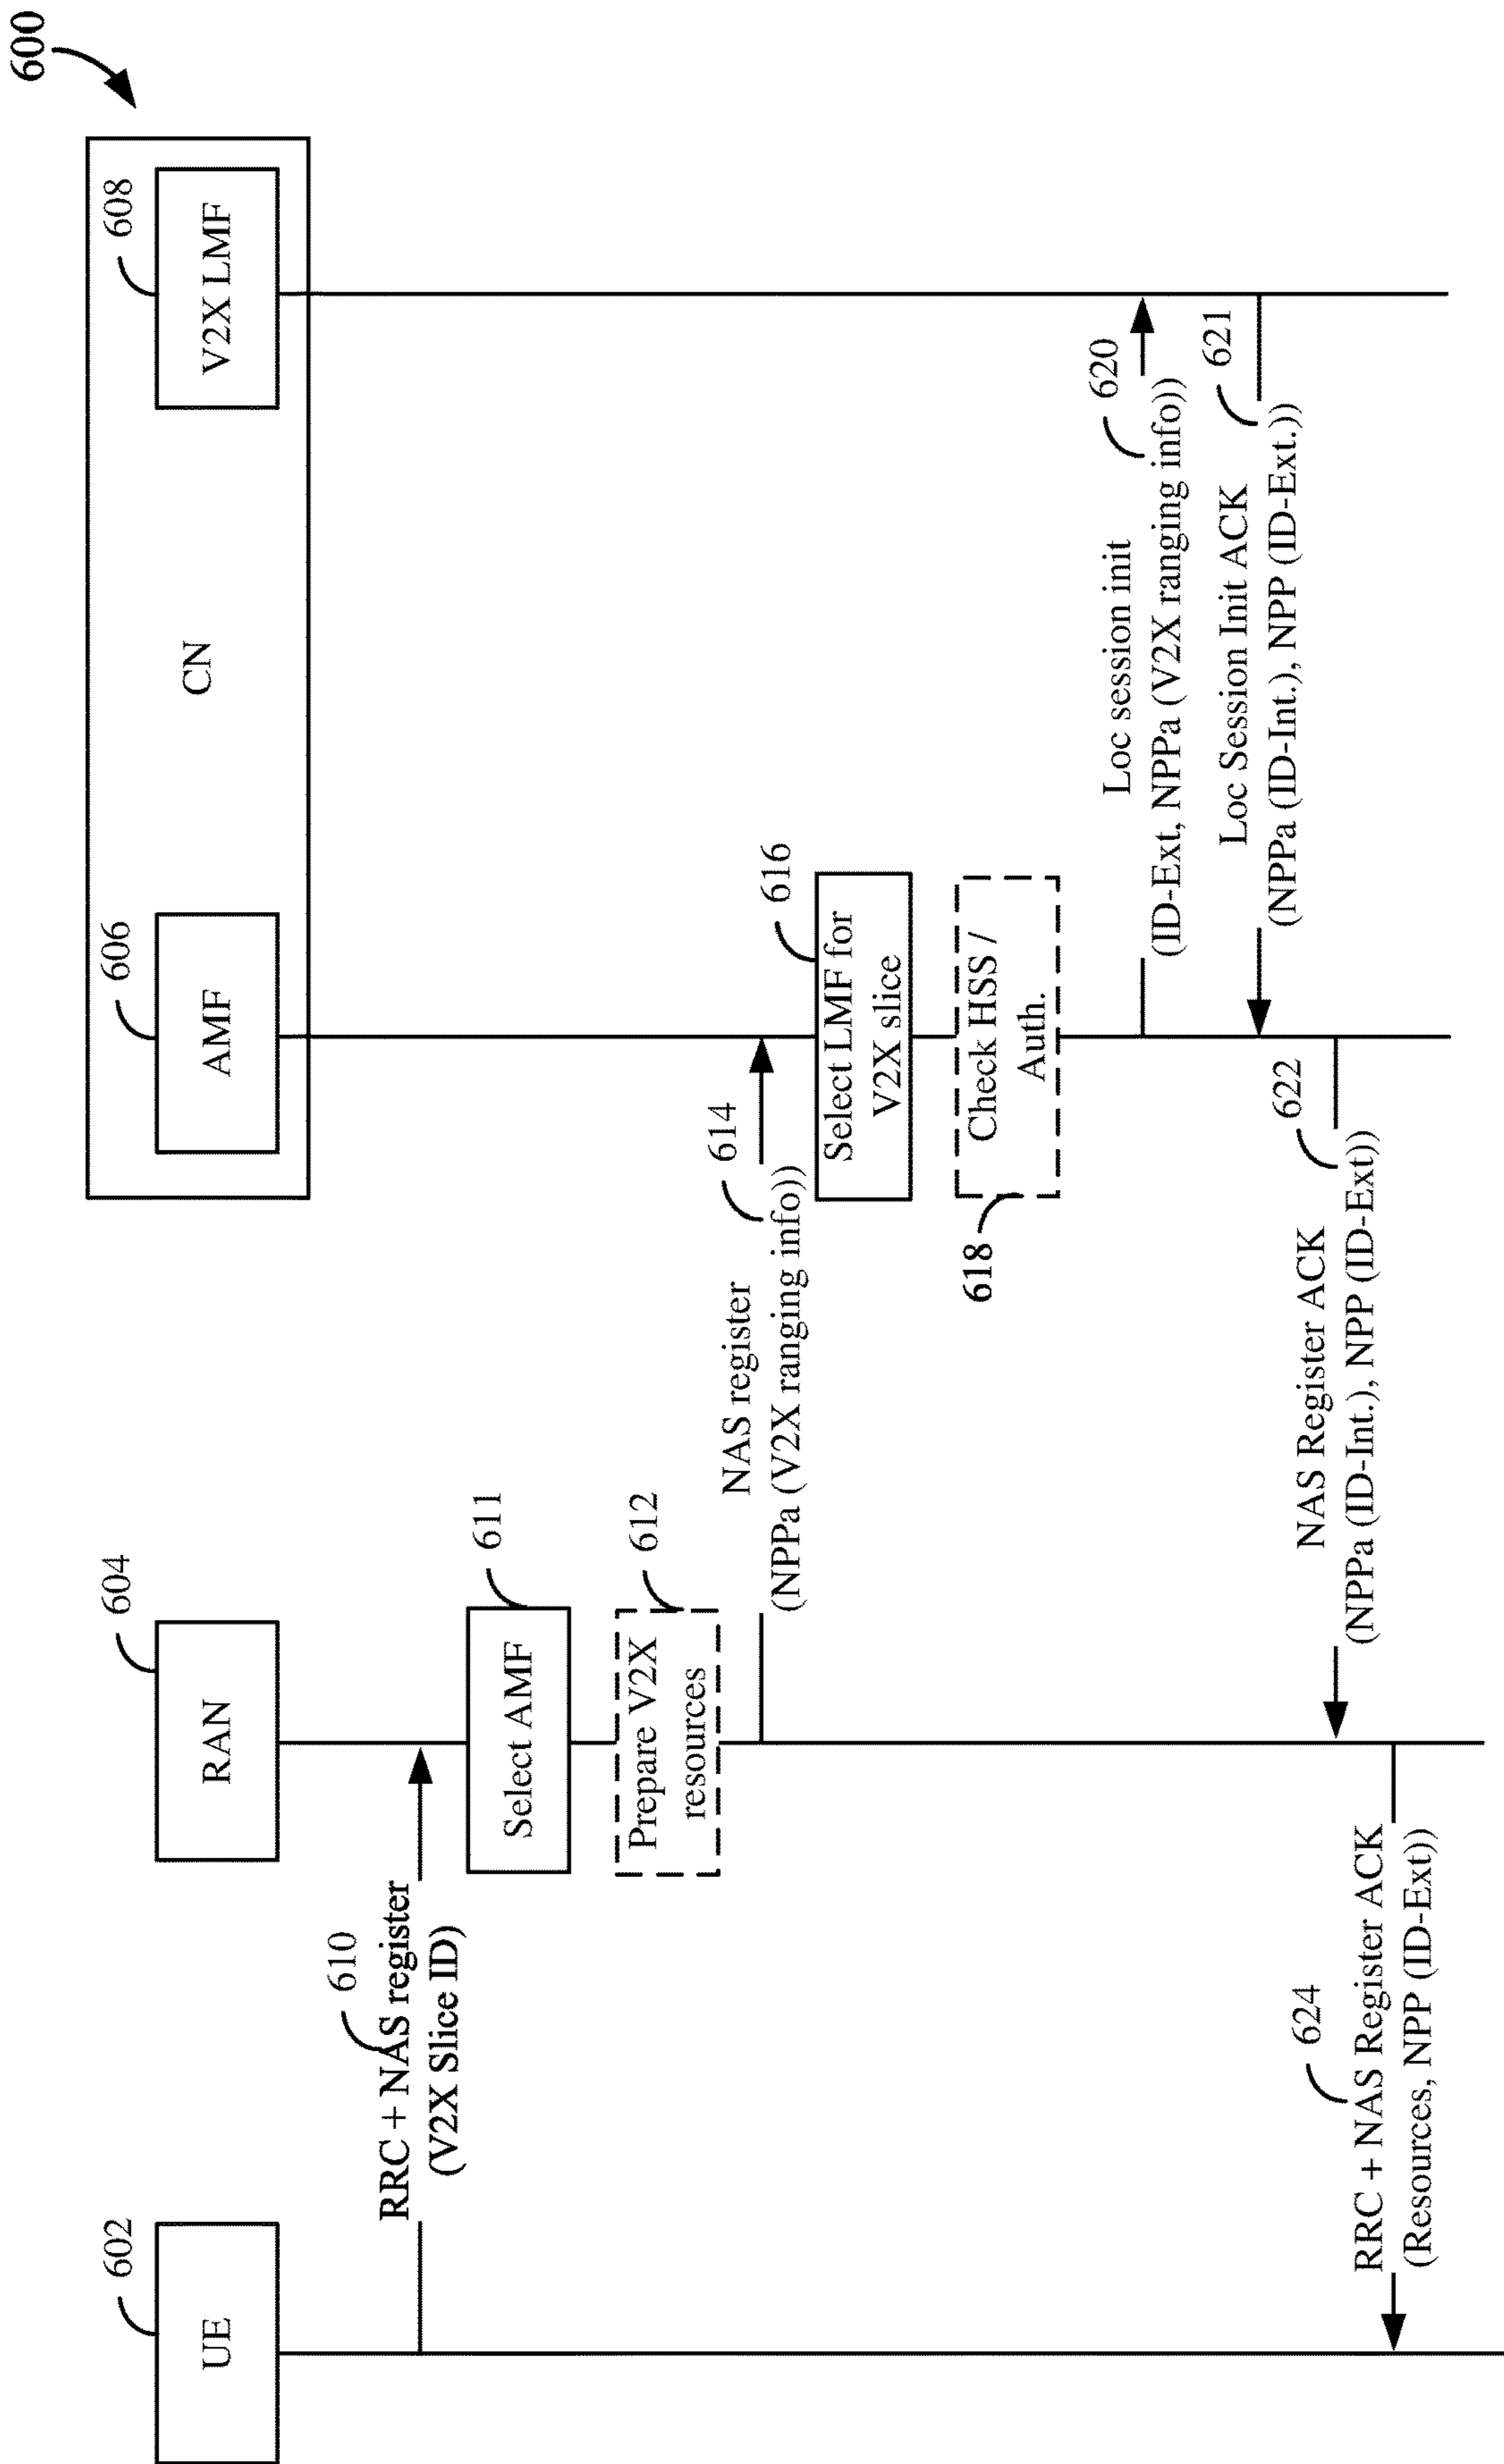 600
602
UE
604
RAN
CN
606
AMF
608
V2X LMF
610
RRC + NAS register
(V2X Slice ID)
611
Select AMF
612
Prepare V2X
resources
614
NAS register
(NPPa (V2X ranging info))
616
Select LMF for
V2X slice
618
Check HSS /
Auth.
620
Loc session init
(ID-Ext, NPPa (V2X ranging info))
621
Loc Session Init ACK
(NPPa (ID-Int.), NPP (ID-Ext.))
622
NAS Register ACK
(NPPa (ID-Int.), NPP (ID-Ext))
624
RRC + NAS Register ACK
(Resources, NPP (ID-Ext))